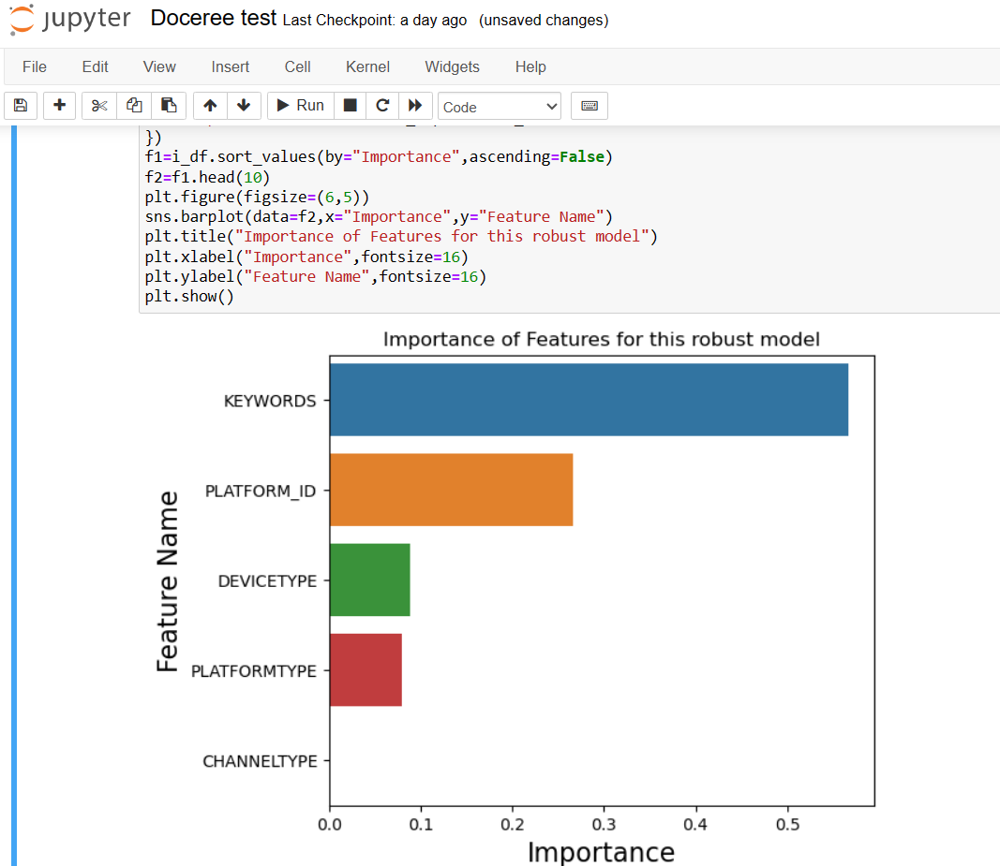 jupyter Doceree test Last Checkpoint: a day ago (unsaved changes)
File Edit View Insert Cell Kernel Widgets Help
Run Code
})
f1=i_df.sort_values(by="Importance",ascending=False)
f2=f1.head(10)
plt.figure(figsize=(6,5))
sns.barplot(data=f2,x="Importance",y="Feature Name")
plt.title("Importance of Features for this robust model")
plt.xlabel("Importance",fontsize=16)
plt.ylabel("Feature Name",fontsize=16)
plt.show()
Importance of Features for this robust model
Feature Name
KEYWORDS
PLATFORM_ID
DEVICETYPE
PLATFORMTYPE
CHANNELTYPE
0.0 0.1 0.2 0.3 0.4 0.5
Importance